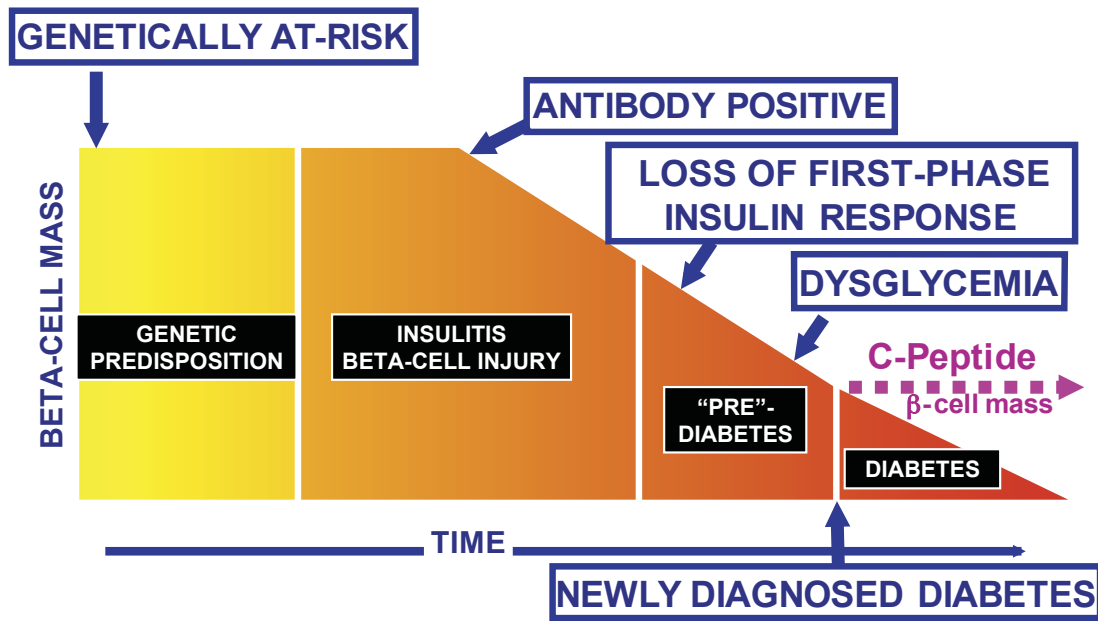 GENETICALLY AT-RISK
ANTIBODY POSITIVE
LOSS OF FIRST-PHASE
INSULIN RESPONSE
DYSGLYCEMIA
BETA-CELL MASS
GENETIC
PREDISPOSITION
INSULITIS
BETA-CELL INJURY
“PRE”-
DIABETES
C-Peptide
β-cell mass
DIABETES
TIME
NEWLY DIAGNOSED DIABETES